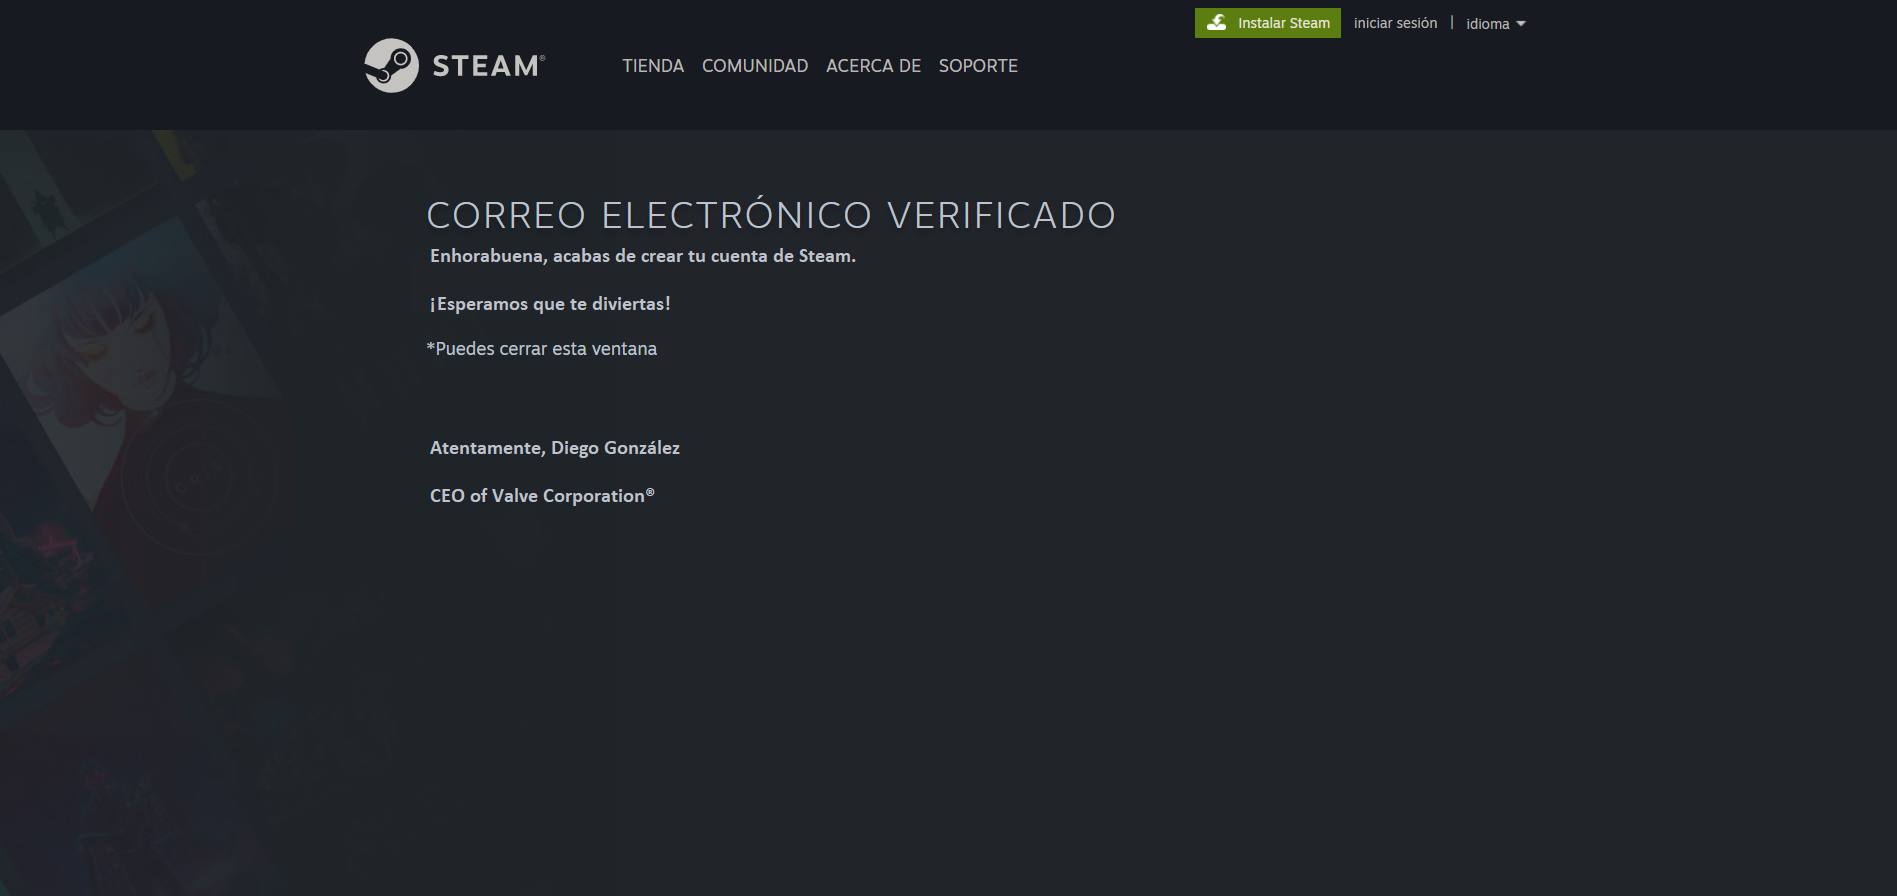 Instalar Steam iniciar sesión | idioma
STEAM® TIENDA COMUNIDAD ACERCA DE SOPORTE
CORREO ELECTRÓNICO VERIFICADO
Enhorabuena, acabas de crear tu cuenta de Steam.
¡Esperamos que te diviertas!
*Puedes cerrar esta ventana
Atentamente, Diego González
CEO of Valve Corporation®